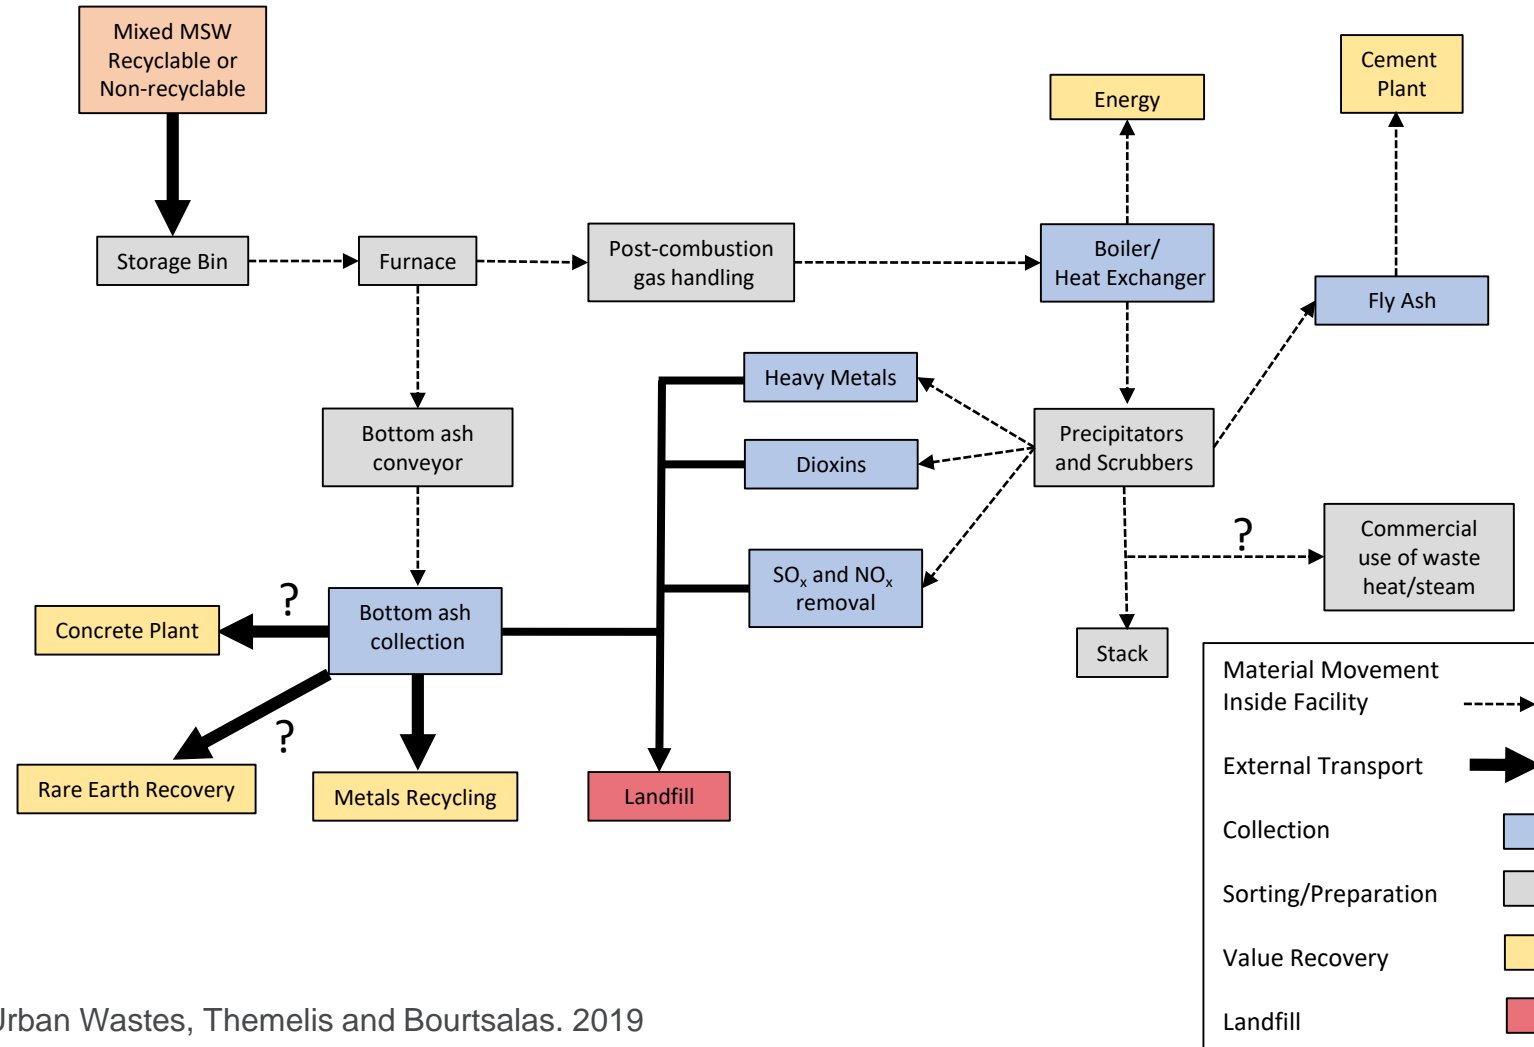 Mixed MSW
Recyclable or
Non-recyclable
Cement
Plant
Energy
Storage Bin
Furnace
Post-combustion
gas handling
Boiler/
Heat Exchanger
Fly Ash
Heavy Metals
Bottom ash
conveyor
Dioxins
Precipitators
and Scrubbers
SOx and NOx
removal
?
Commercial
use of waste
heat/steam
?
Concrete Plant
Bottom ash
collection
Stack
?
Rare Earth Recovery
Metals Recycling
Landfill
Material Movement
Inside Facility
External Transport
Collection
Sorting/Preparation
Value Recovery
Landfill
Urban Wastes, Themelis and Bourtsalas. 2019